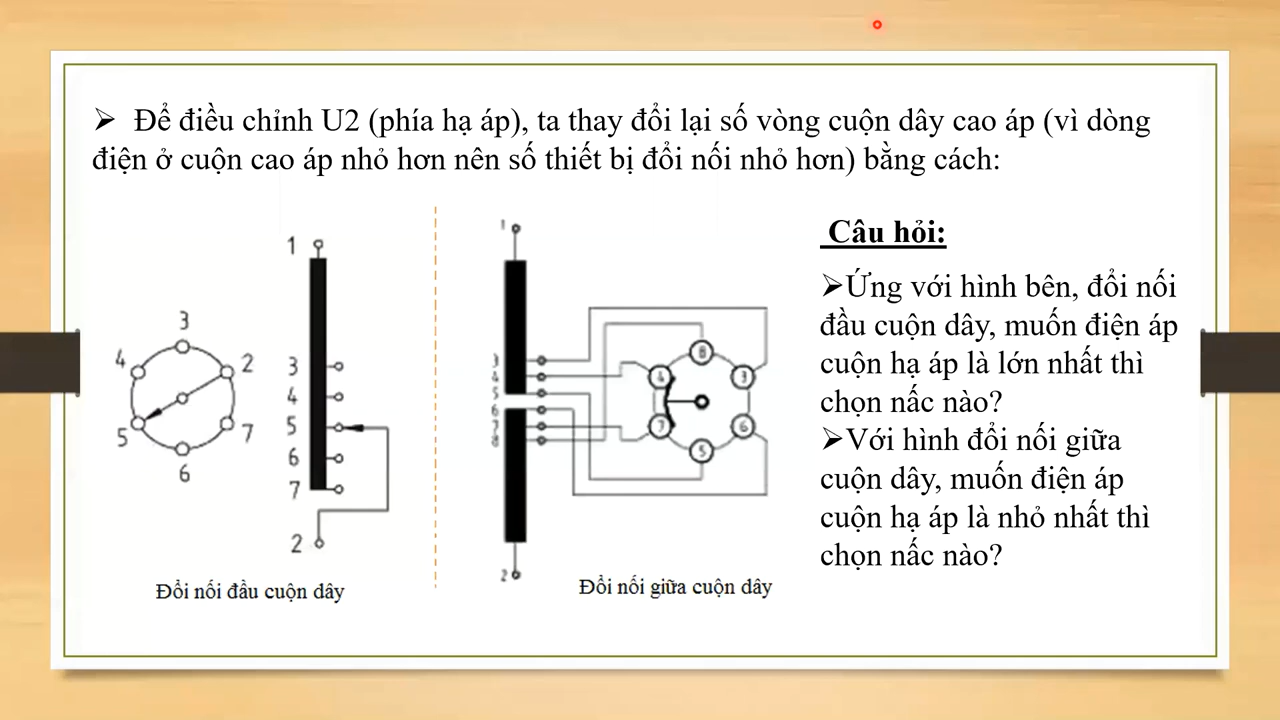 ➢ Để điều chỉnh U2 (phía hạ áp), ta thay đổi lại số vòng cuộn dây cao áp (vì dòng
điện ở cuộn cao áp nhỏ hơn nên số thiết bị đổi nối nhỏ hơn) bằng cách:
3
4
2
5
7
6
1
3
4
5
6
7
2
Đổi nối đầu cuộn dây
1
3
4
5
6
7
8
2
8
4
3
7
6
5
Đổi nối giữa cuộn dây
Câu hỏi:
➢Ứng với hình bên, đổi nối
đầu cuộn dây, muốn điện áp
cuộn hạ áp là lớn nhất thì
chọn nấc nào?
➢Với hình đổi nối giữa
cuộn dây, muốn điện áp
cuộn hạ áp là nhỏ nhất thì
chọn nấc nào?